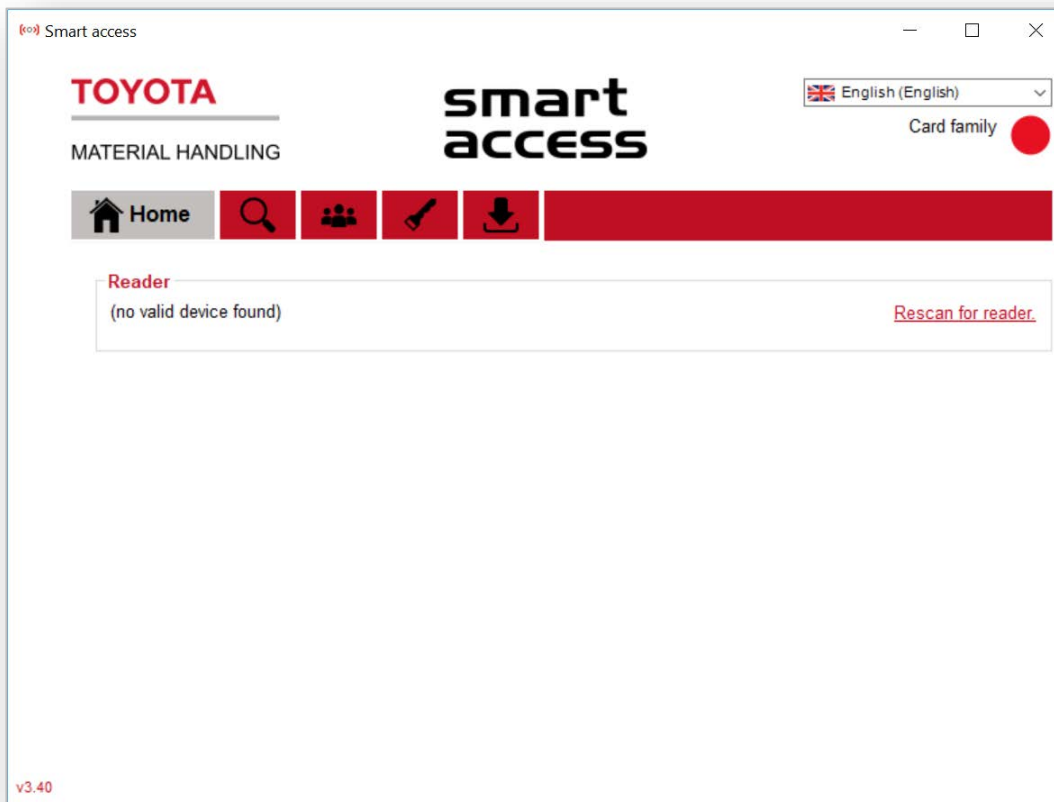 Smart access
TOYOTA
MATERIAL HANDLING
smart
access
English (English)
Card family
Home
Reader
(no valid device found)
Rescan for reader.
v3.40